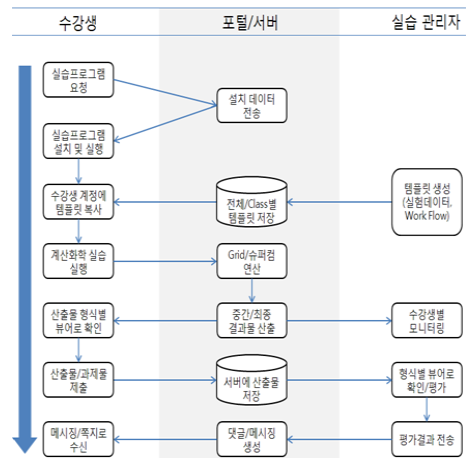 수강생
포털/서버
실습 관리자
실습프로그램
요청
설치 데이터
전송
실습프로그램
설치 및 실행
수강생 계정에
템플릿 복사
전체/Class별
템플릿 저장
템플릿 생성
(실험데이터,
Work Flow)
계산화학 실습
실행
Grid/슈퍼컴
연산
산출물 형식별
뷰어로 확인
중간/최종
결과물 산출
수강생별
모니터링
산출물/과제물
제출
서버에 산출물
저장
형식별 뷰어로
확인/평가
메시징/쪽지로
수신
댓글/메시징
생성
평가결과 전송